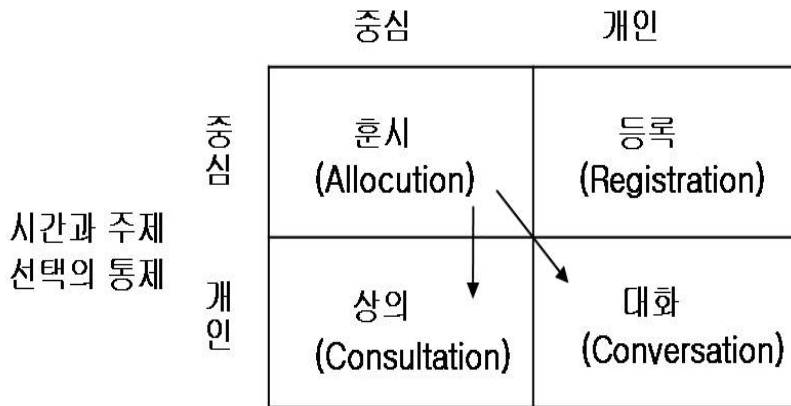 중심 개인
중심
훈시 등록
(Allocution) (Registration)
시간과 주제
선택의 통제
개인
상의 대화
(Consultation) (Conversation)